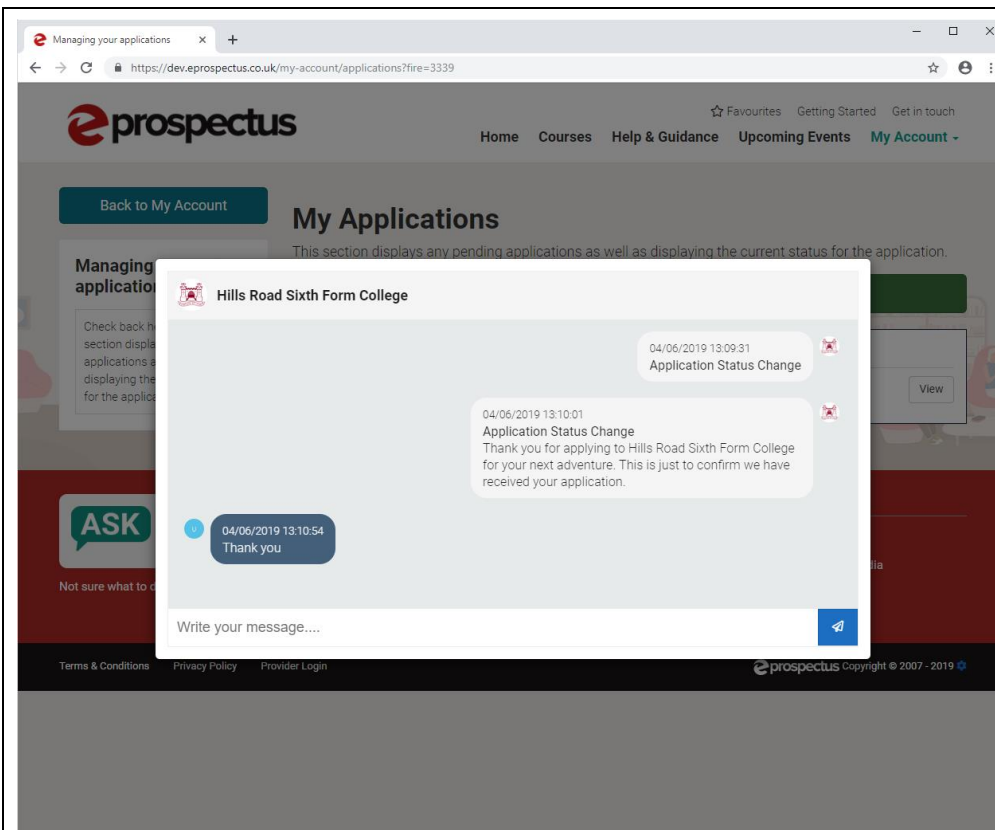 Managing your applications
https://dev.eprospectus.co.uk/my-account/applications?fire=3339
eprospectus
Favourites Getting Started Get in touch
Home Courses Help & Guidance Upcoming Events My Account
Back to My Account
My Applications
This section displays any pending applications as well as displaying the current status for the application.
Managing
Check back
section
applications
displaying the
for the
View
Hills Road Sixth Form College
04/06/2019 13:09:31
Application Status Change
04/06/2019 13:10:01
Application Status Change
Thank you for applying to Hills Road Sixth Form College
for your next adventure. This is just to confirm we have
received your application.
U
04/06/2019 13:10:54
Thank you
ASK
Not sure what to
Write your message....
Terms & Conditions Privacy Policy Provider Login
eprospectus Copyright © 2007 - 2019